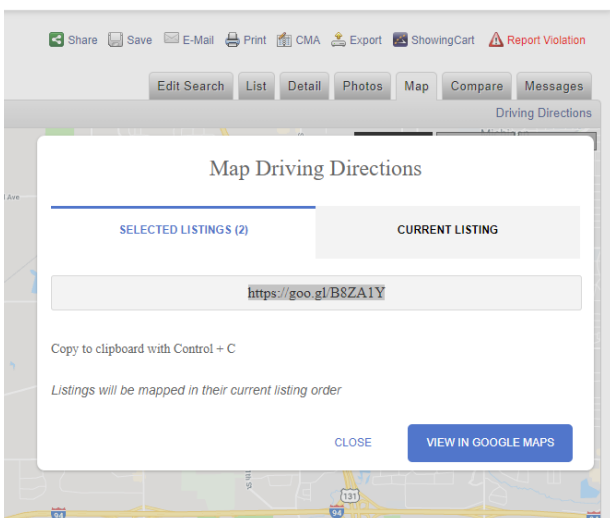 Share Save E-Mail Print CMA Export ShowingCart Report Violation
Edit Search List Detail Photos Map Compare Messages
Driving Directions
Map Driving Directions
SELECTED LISTINGS (2) CURRENT LISTING
https://goo.gl/B8ZA1Y
Copy to clipboard with Control + C
Listings will be mapped in their current listing order
CLOSE VIEW IN GOOGLE MAPS
131
94 94 94